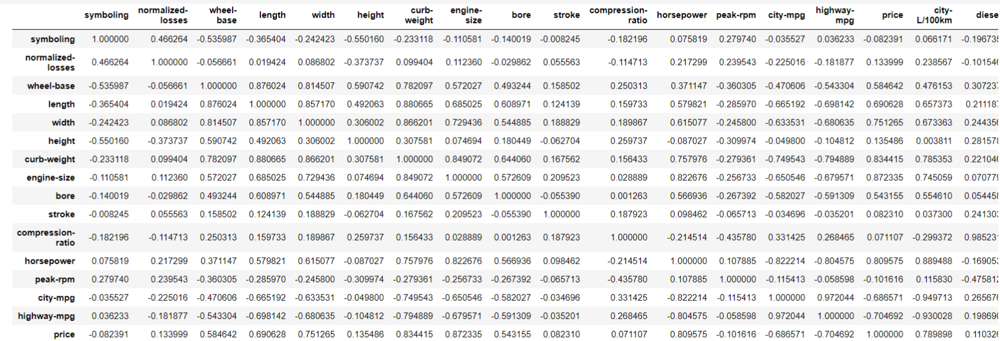 symboling normalized-losses wheel-base length width height curb-weight engine-size bore stroke compression-ratio horsepower peak-rpm city-mpg highway-mpg price city-L/100km diese
symboling 1.000000 0.466264 -0.535987 -0.365404 -0.242423 -0.550160 -0.233118 -0.110581 -0.140019 -0.008245 -0.182196 0.075819 0.279740 -0.035527 0.036233 -0.082391 0.066171 -0.196735
normalized-losses 0.466264 1.000000 -0.056661 0.019424 0.086802 -0.373737 0.099404 0.112360 -0.029862 0.055563 -0.114713 0.217299 0.239543 -0.225016 -0.181877 0.133999 0.238567 -0.101546
wheel-base -0.535987 -0.056661 1.000000 0.876024 0.814507 0.590742 0.782097 0.572027 0.493244 0.158502 0.250313 0.371147 -0.360305 -0.470606 -0.543304 0.584642 0.476153 0.307237
length -0.365404 0.019424 0.876024 1.000000 0.857170 0.492063 0.880665 0.685025 0.608971 0.124139 0.159733 0.579821 -0.285970 -0.665192 -0.698142 0.690628 0.657373 0.211187
width -0.242423 0.086802 0.814507 0.857170 1.000000 0.306002 0.866201 0.729436 0.544885 0.188829 0.189867 0.615077 -0.245800 -0.633531 -0.680635 0.751265 0.673363 0.244356
height -0.550160 -0.373737 0.590742 0.492063 0.306002 1.000000 0.307581 0.074694 0.180449 -0.062704 0.259737 -0.087027 -0.309974 -0.049800 -0.104812 0.135486 0.003811 0.281578
curb-weight -0.233118 0.099404 0.782097 0.880665 0.866201 0.307581 1.000000 0.849072 0.644060 0.167562 0.156433 0.757976 -0.279361 -0.749543 -0.794889 0.834415 0.785353 0.221046
engine-size -0.110581 0.112360 0.572027 0.685025 0.729436 0.074694 0.849072 1.000000 0.572609 0.209523 0.028889 0.822676 -0.256733 -0.650546 -0.679571 0.872335 0.745059 0.070779
bore -0.140019 -0.029862 0.493244 0.608971 0.544885 0.180449 0.644060 0.572609 1.000000 -0.055390 0.001263 0.566936 -0.267392 -0.582027 -0.591309 0.543155 0.554610 0.054458
stroke -0.008245 0.055563 0.158502 0.124139 0.188829 -0.062704 0.167562 0.209523 -0.055390 1.000000 0.187923 0.098462 -0.065713 -0.034696 -0.035201 0.082310 0.037300 0.241303
compression-ratio -0.182196 -0.114713 0.250313 0.159733 0.189867 0.259737 0.156433 0.028889 0.001263 0.187923 1.000000 -0.214514 -0.435780 0.331425 0.268465 0.071107 -0.299372 0.985231
horsepower 0.075819 0.217299 0.371147 0.579821 0.615077 -0.087027 0.757976 0.822676 0.566936 0.098462 -0.214514 1.000000 0.107885 -0.822214 -0.804575 0.809575 0.889488 -0.169053
peak-rpm 0.279740 0.239543 -0.360305 -0.285970 -0.245800 -0.309974 -0.279361 -0.256733 -0.267392 -0.065713 -0.435780 0.107885 1.000000 -0.115413 -0.058598 -0.101616 0.115830 -0.475812
city-mpg -0.035527 -0.225016 -0.470606 -0.665192 -0.633531 -0.049800 -0.749543 -0.650546 -0.582027 -0.034696 0.331425 -0.822214 -0.115413 1.000000 0.972044 -0.686571 -0.949713 0.265676
highway-mpg 0.036233 -0.181877 -0.543304 -0.698142 -0.680635 -0.104812 -0.794889 -0.679571 -0.591309 -0.035201 0.268465 -0.804575 -0.058598 0.972044 1.000000 -0.704692 -0.930028 0.198690
price -0.082391 0.133999 0.584642 0.690628 0.751265 0.135486 0.834415 0.872335 0.543155 0.082310 0.071107 0.809575 -0.101616 -0.686571 -0.704692 1.000000 0.789898 0.110326